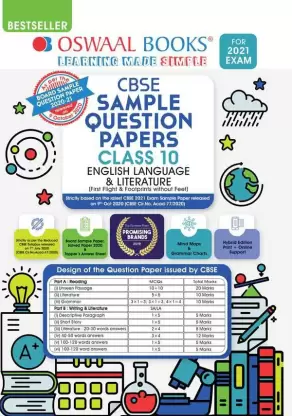 BESTSELLER
OSWAAL BOOKS®
LEARNING MADE SIMPLE
FOR
2021
EXAM
As per the
BOARD SAMPLE
QUESTION PAPER
2020-21
CBSE
SAMPLE
QUESTION
PAPERS
CLASS 10
ENGLISH LANGUAGE
& LITERATURE
(First Flight & Footprints without Feet)
Strictly based on the latest CBSE 2021 Exam Sample Paper released
on 9th Oct 2020 (CBSE Cir No. Acad-77/2020)
PROMISING
BRANDS
2019
Mind Maps
&
Grammar Charts
Hybrid Edition
Print + Online
Support
Design of the Question Paper issued by CBSE
Part A : Reading MCQs Total Marks
(i) Unseen Passage 10+10 20 Marks
(ii) Literature 5+5 10 Marks
(iii) Grammar 10 Marks
Part B : Writing & Literature
(i) Descriptive Paragraph 1×5 5 Marks
(ii) Short Story 1×5 5 Marks
(iii) Literature : 20-30 words answers 2×4 8 Marks
(iv) 40-50 words answers 12 Marks
(v) 100-120 words answers 1×5 5 Marks
(vi) 100-120 words answers 1×5 5 Marks
A+